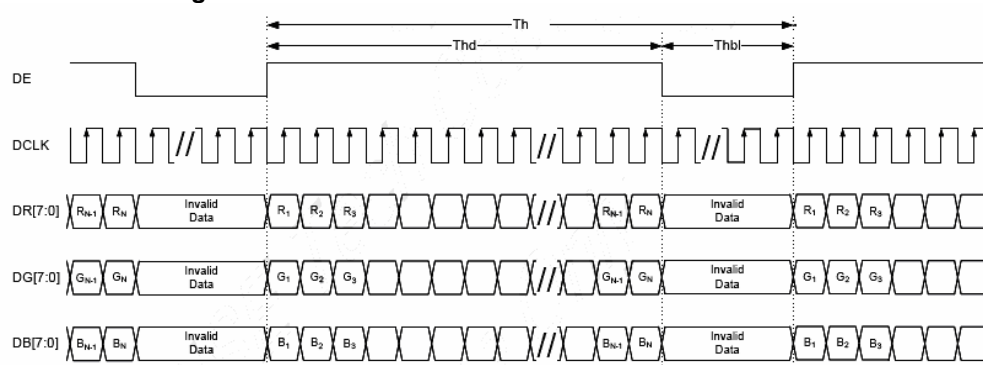 Th
Thd Thbl
DE
DCLK // // //
DR[7:0] RN-1 RN Invalid Data R1 R2 R3 // RN-1 RN Invalid Data R1 R2 R3
DG[7:0] GN-1 GN Invalid Data G1 G2 G3 // GN-1 GN Invalid Data G1 G2 G3
DB[7:0] BN-1 BN Invalid Data B1 B2 B3 // BN-1 BN Invalid Data B1 B2 B3